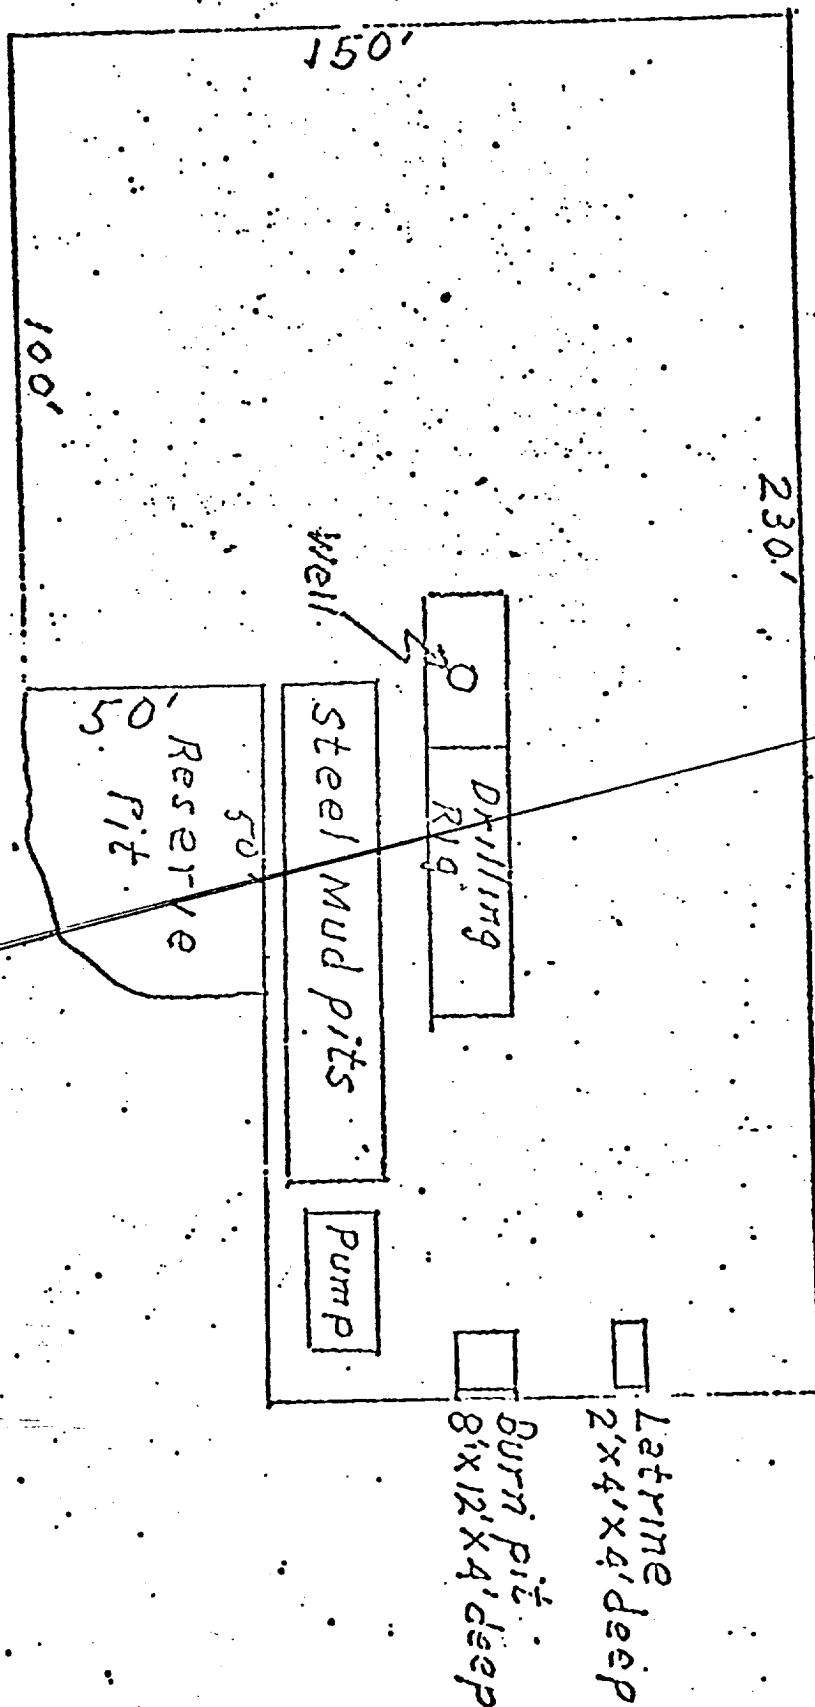 150'
100'
230'
Well
Drilling
Rig
Steel Mud pits
50'
50'
Reserve
Pit
Pump
Latrine
2'x4'x4' deep
Burn pit
8'x12'x4' deep